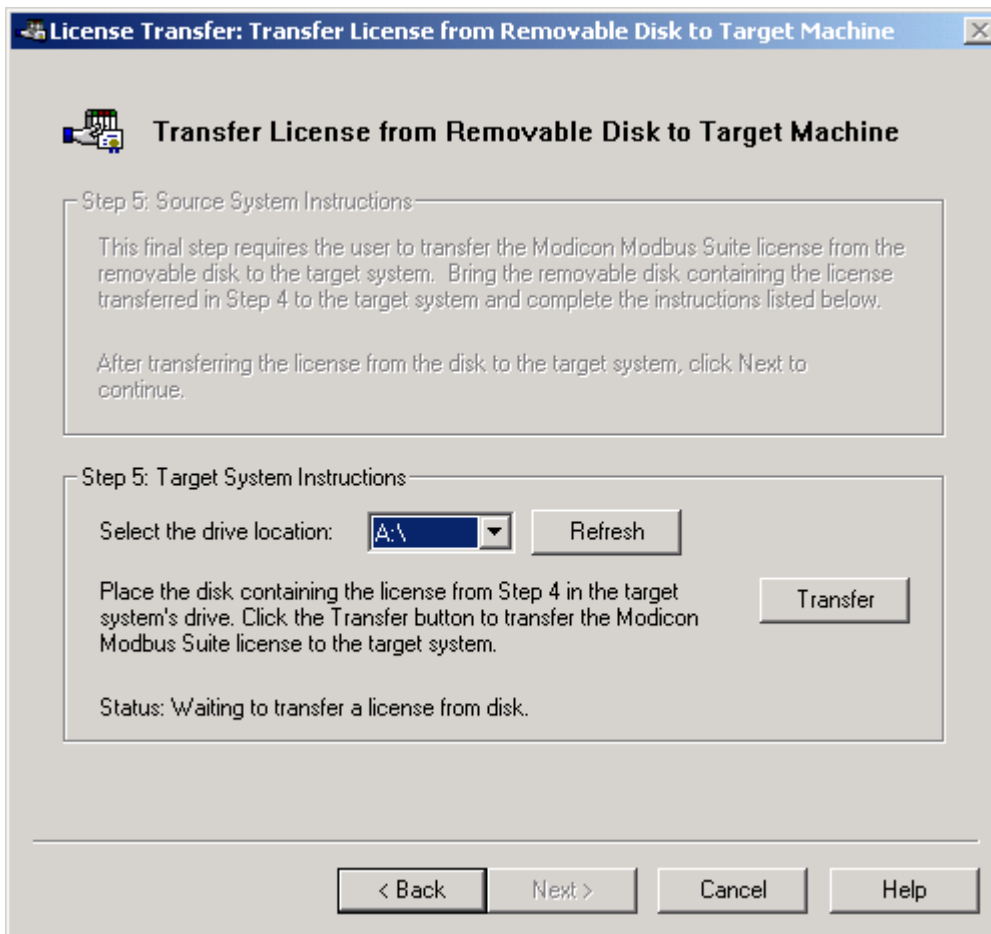 License Transfer: Transfer License from Removable Disk to Target Machine
Transfer License from Removable Disk to Target Machine
Step 5: Source System Instructions
This final step requires the user to transfer the Modicon Modbus Suite license from the
removable disk to the target system.  Bring the removable disk containing the license
transferred in Step 4 to the target system and complete the instructions listed below.
After transferring the license from the disk to the target system, click Next to
continue.
Step 5: Target System Instructions
Select the drive location:
A:\
Refresh
Place the disk containing the license from Step 4 in the target
system's drive. Click the Transfer button to transfer the Modicon
Modbus Suite license to the target system.
Transfer
Status: Waiting to transfer a license from disk.
< Back
Next >
Cancel
Help